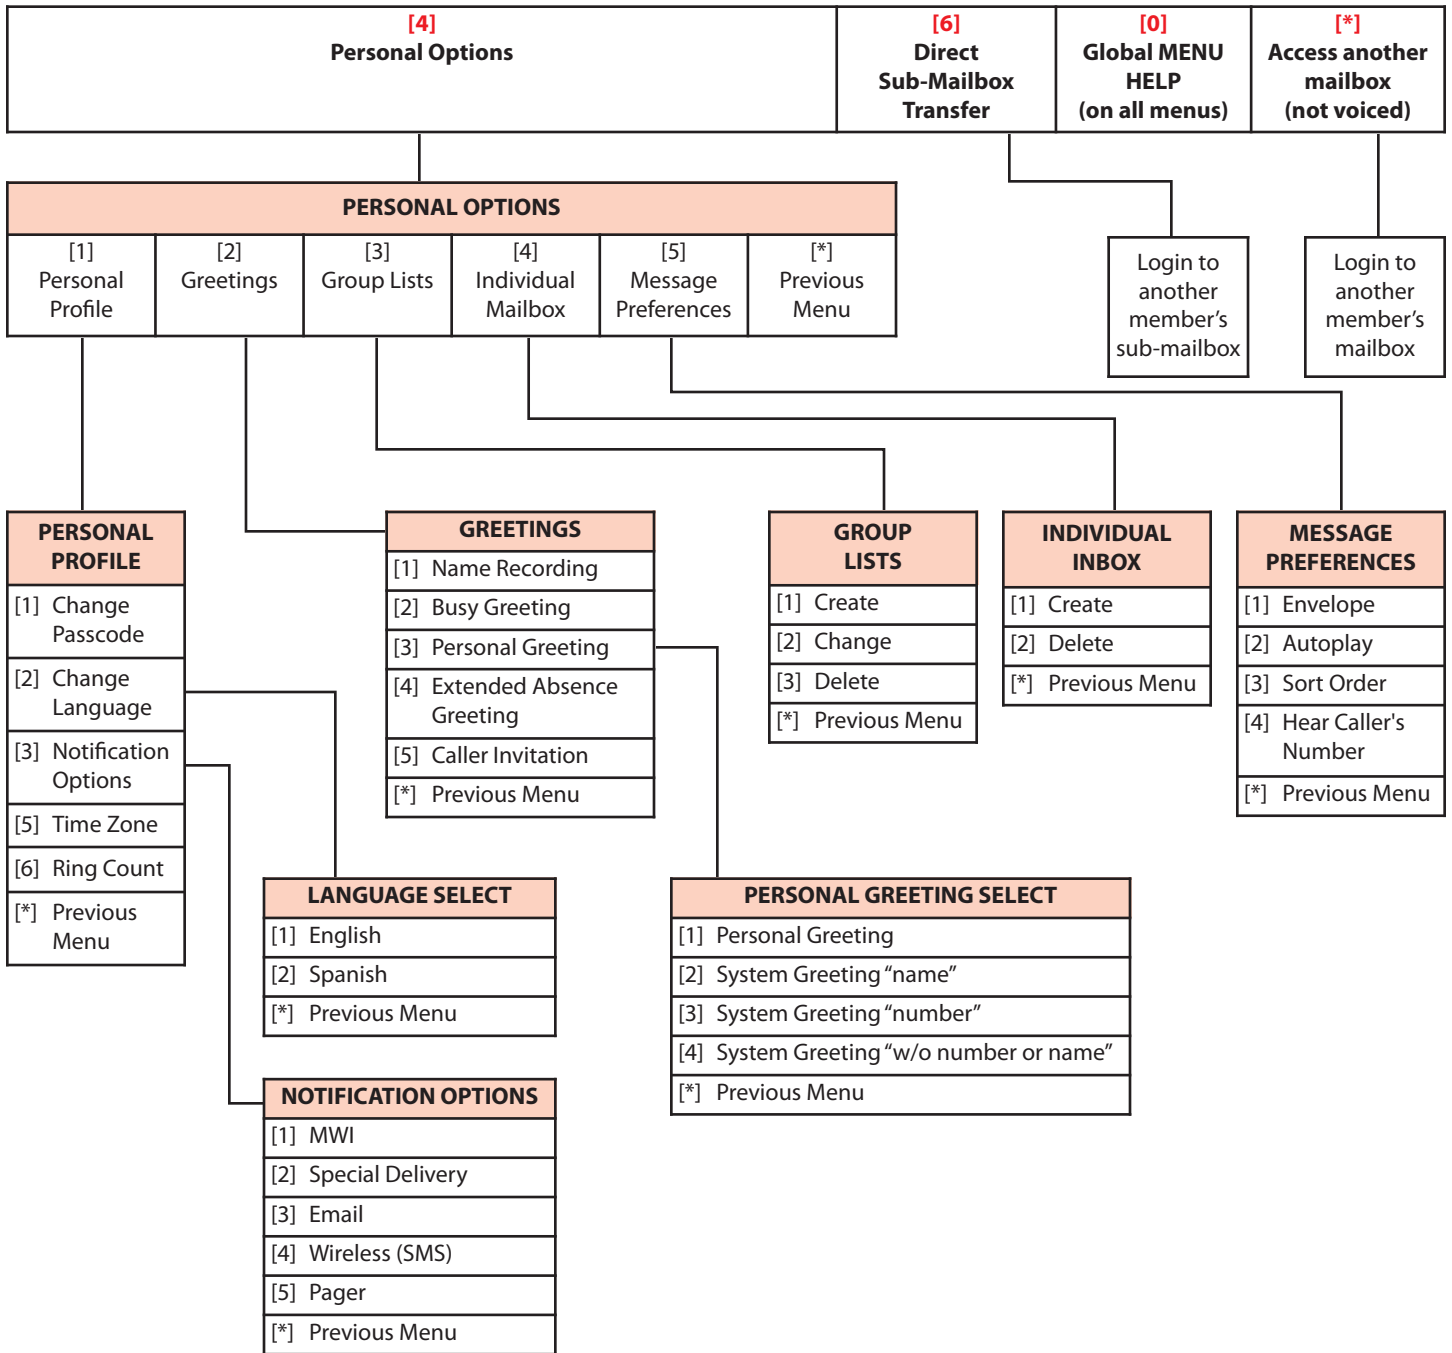 [4]
Personal Options
[6]
Direct
Sub-Mailbox
Transfer
[0]
Global MENU
HELP
(on all menus)
[*]
Access another
mailbox
(not voiced)
PERSONAL OPTIONS
[1]
Personal
Profile
[2]
Greetings
[3]
Group Lists
[4]
Individual
Mailbox
[5]
Message
Preferences
[*]
Previous
Menu
Login to
another
member’s
sub-mailbox
Login to
another
member’s
mailbox
PERSONAL
PROFILE
[1] Change
Passcode
[2] Change
Language
[3] Notification
Options
[5] Time Zone
[6] Ring Count
[*] Previous
Menu
GREETINGS
[1] Name Recording
[2] Busy Greeting
[3] Personal Greeting
[4] Extended Absence
Greeting
[5] Caller Invitation
[*] Previous Menu
GROUP
LISTS
[1] Create
[2] Change
[3] Delete
[*] Previous Menu
INDIVIDUAL
INBOX
[1] Create
[2] Delete
[*] Previous Menu
MESSAGE
PREFERENCES
[1] Envelope
[2] Autoplay
[3] Sort Order
[4] Hear Caller's
Number
[*] Previous Menu
LANGUAGE SELECT
[1] English
[2] Spanish
[*] Previous Menu
PERSONAL GREETING SELECT
[1] Personal Greeting
[2] System Greeting “name”
[3] System Greeting “number”
[4] System Greeting “w/o number or name”
[*] Previous Menu
NOTIFICATION OPTIONS
[1] MWI
[2] Special Delivery
[3] Email
[4] Wireless (SMS)
[5] Pager
[*] Previous Menu